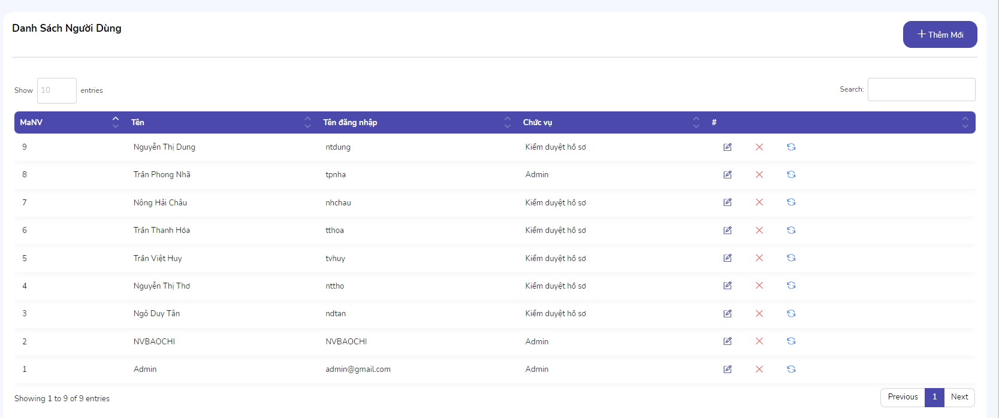 Danh Sách Người Dùng
Thêm Mới
Show 10 entries
Search:
MaNV Tên Tên đăng nhập Chức vụ #
9 Nguyễn Thị Dung ntdung Kiểm duyệt hồ sơ
8 Trần Phong Nhã tpnha Admin
7 Nông Hải Châu nhchau Kiểm duyệt hồ sơ
6 Trần Thanh Hóa tthoa Kiểm duyệt hồ sơ
5 Trần Việt Huy tvhuy Kiểm duyệt hồ sơ
4 Nguyễn Thị Thơ nttho Kiểm duyệt hồ sơ
3 Ngô Duy Tân ndtan Kiểm duyệt hồ sơ
2 NVBAOCHI NVBAOCHI Admin
1 Admin admin@gmail.com Admin
Showing 1 to 9 of 9 entries
Previous 1 Next